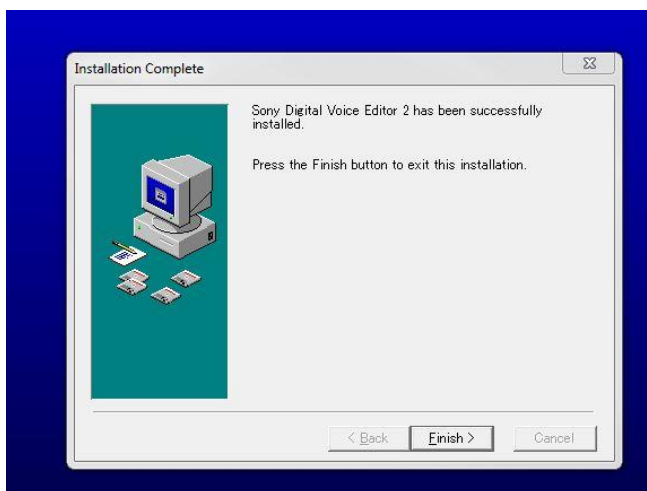 Installation Complete
Sony Digital Voice Editor 2 has been successfully
installed.
Press the Finish button to exit this installation.
< Back
Finish >
Cancel